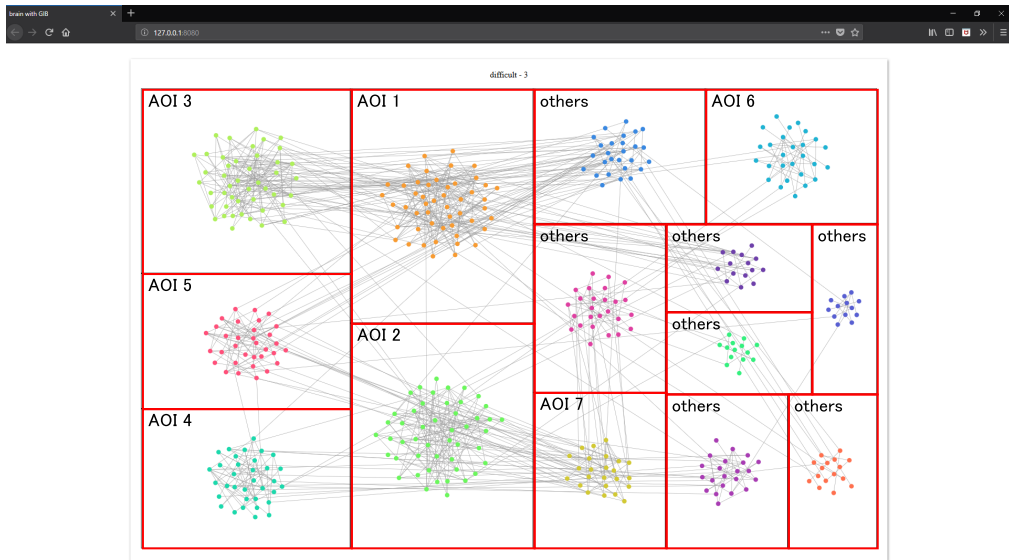 brain with GIB
127.0.0.1:8080
difficult - 3
AOI 3
AOI 1
others
AOI 6
others
others
others
AOI 5
others
AOI 2
AOI 7
others
others
AOI 4